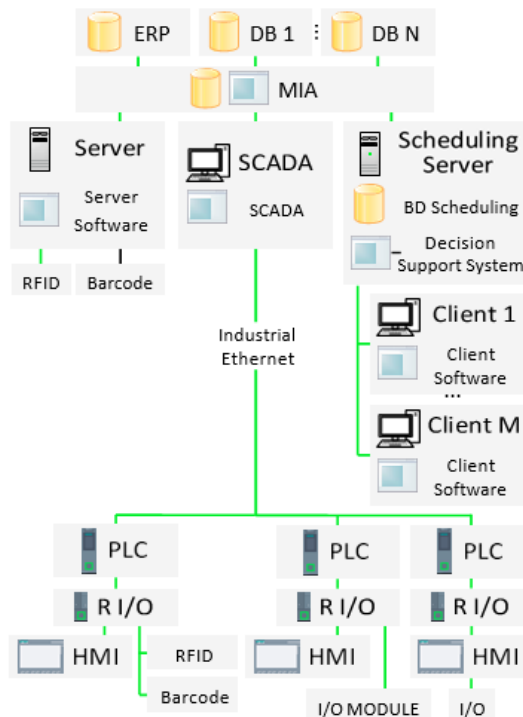 ERP
DB 1
DB N
MIA
Server
Server
Software
RFID
Barcode
SCADA
SCADA
Scheduling
Server
BD Scheduling
Decision
Support System
Client 1
Client
Software
...
Client M
Client
Software
Industrial
Ethernet
PLC
PLC
PLC
R I/O
R I/O
R I/O
HMI
RFID
Barcode
HMI
HMI
I/O MODULE
I/O